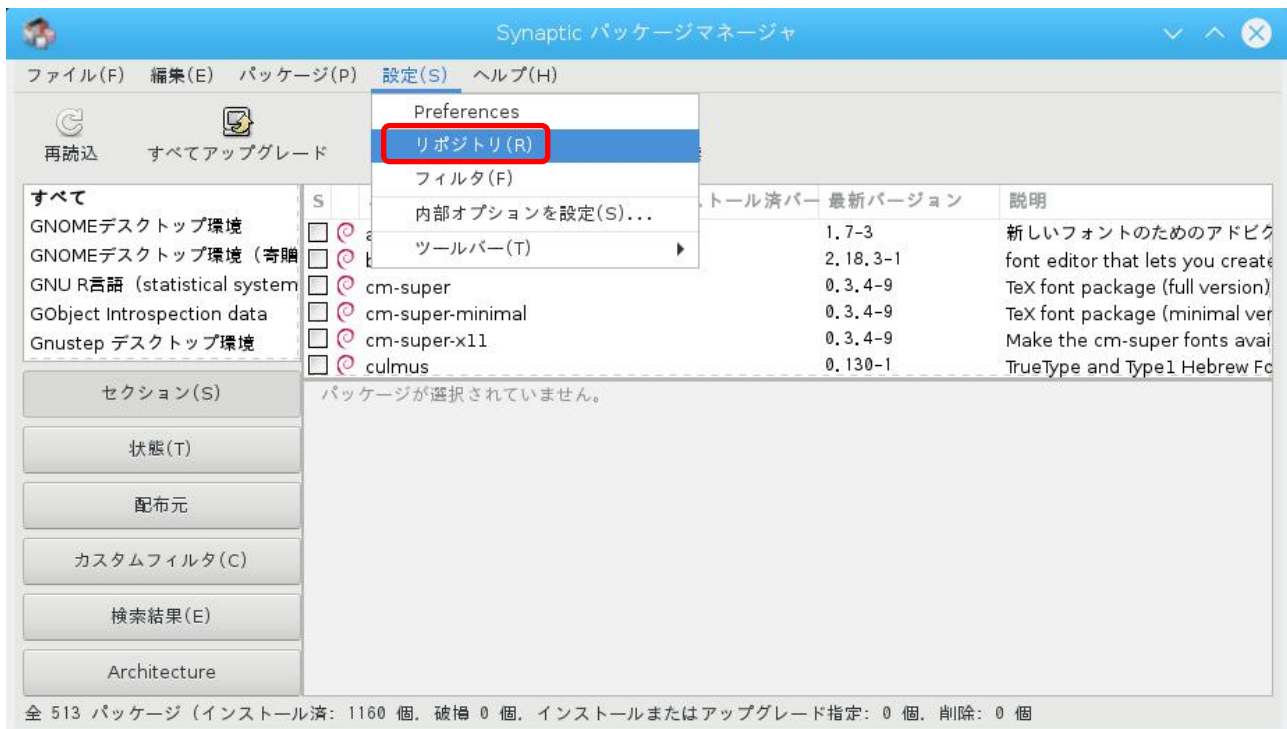 Synaptic パッケージマネージャ
ファイル(F) 編集(E) パッケージ(P) 設定(S) ヘルプ(H)
再読込 すべてアップグレード
Preferences
リポジトリ(R)
フィルタ(F)
内部オプションを設定(S)...
ツールバー(T)
すべて
GNOMEデスクトップ環境
GNOMEデスクトップ環境（寄贈
GNU R言語（statistical system
GObject Introspection data
Gnustep デスクトップ環境
S トール済バー 最新バージョン 説明
1.7-3 新しいフォントのためのアドビク
2.18.3-1 font editor that lets you create
cm-super 0.3.4-9 TeX font package (full version)
cm-super-minimal 0.3.4-9 TeX font package (minimal ver
cm-super-x11 0.3.4-9 Make the cm-super fonts avai
culmus 0.130-1 TrueType and Type1 Hebrew Fo
セクション(S)
状態(T)
配布元
カスタムフィルタ(C)
検索結果(E)
Architecture
パッケージが選択されていません。
全 513 パッケージ（インストール済: 1160 個, 破損 0 個, インストールまたはアップグレード指定: 0 個, 削除: 0 個